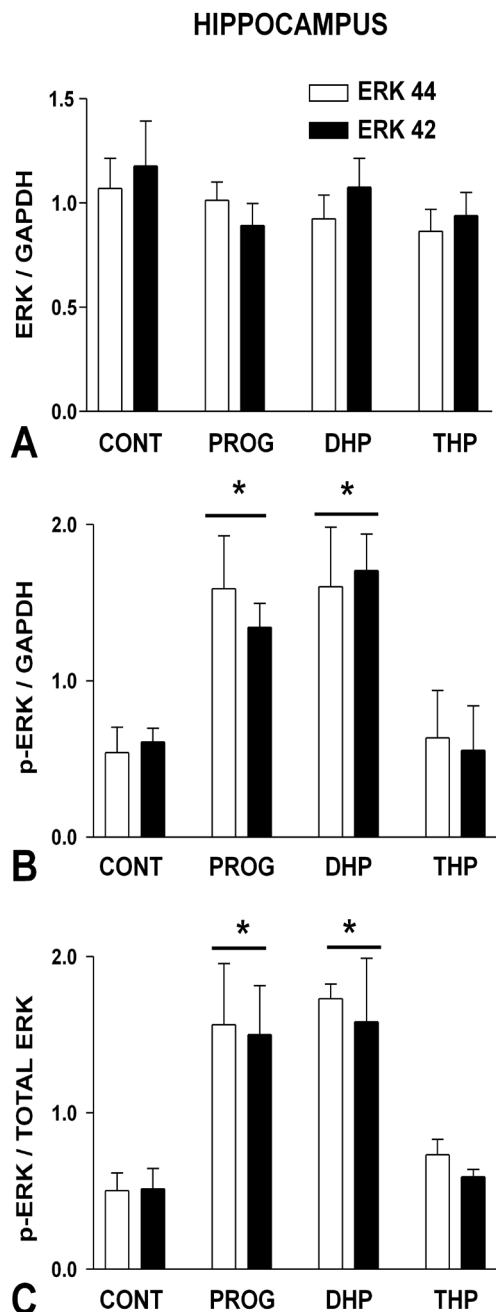 HIPPOCAMPUS
ERK 44
ERK 42
1.5
1.0
0.5
0.0
ERK / GAPDH
CONT PROG DHP THP
A
* *
2.0
1.0
0.0
p-ERK / GAPDH
CONT PROG DHP THP
B
* *
2.0
1.0
0.0
p-ERK / TOTAL ERK
CONT PROG DHP THP
C